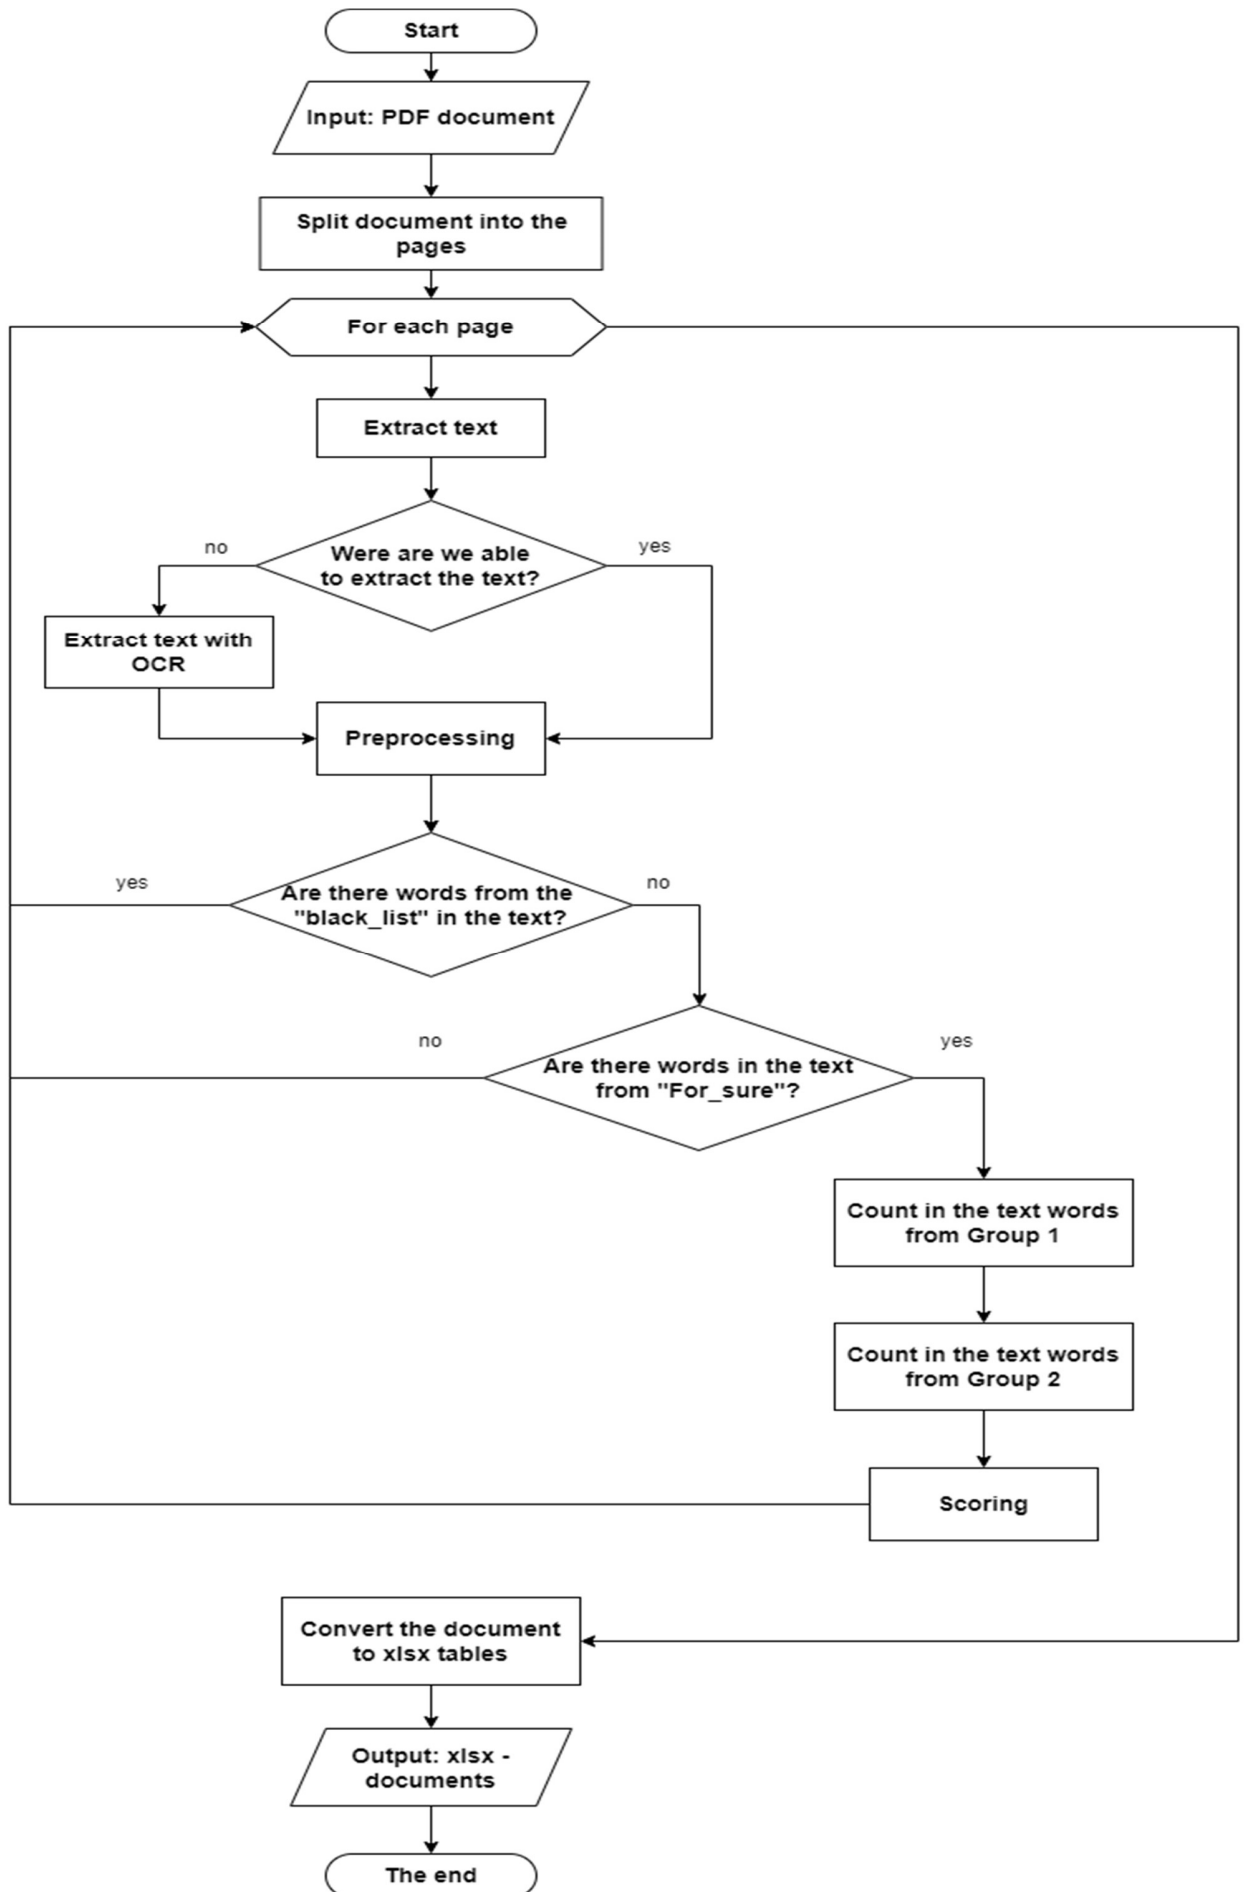 Start
Input: PDF document
Split document into the
pages
For each page
Extract text
no
yes
Were are we able
to extract the text?
Extract text with
OCR
Preprocessing
yes
no
Are there words from the
"black_list" in the text?
no
yes
Are there words in the text
from "For_sure"?
Count in the text words
from Group 1
Count in the text words
from Group 2
Scoring
Convert the document
to xlsx tables
Output: xlsx -
documents
The end